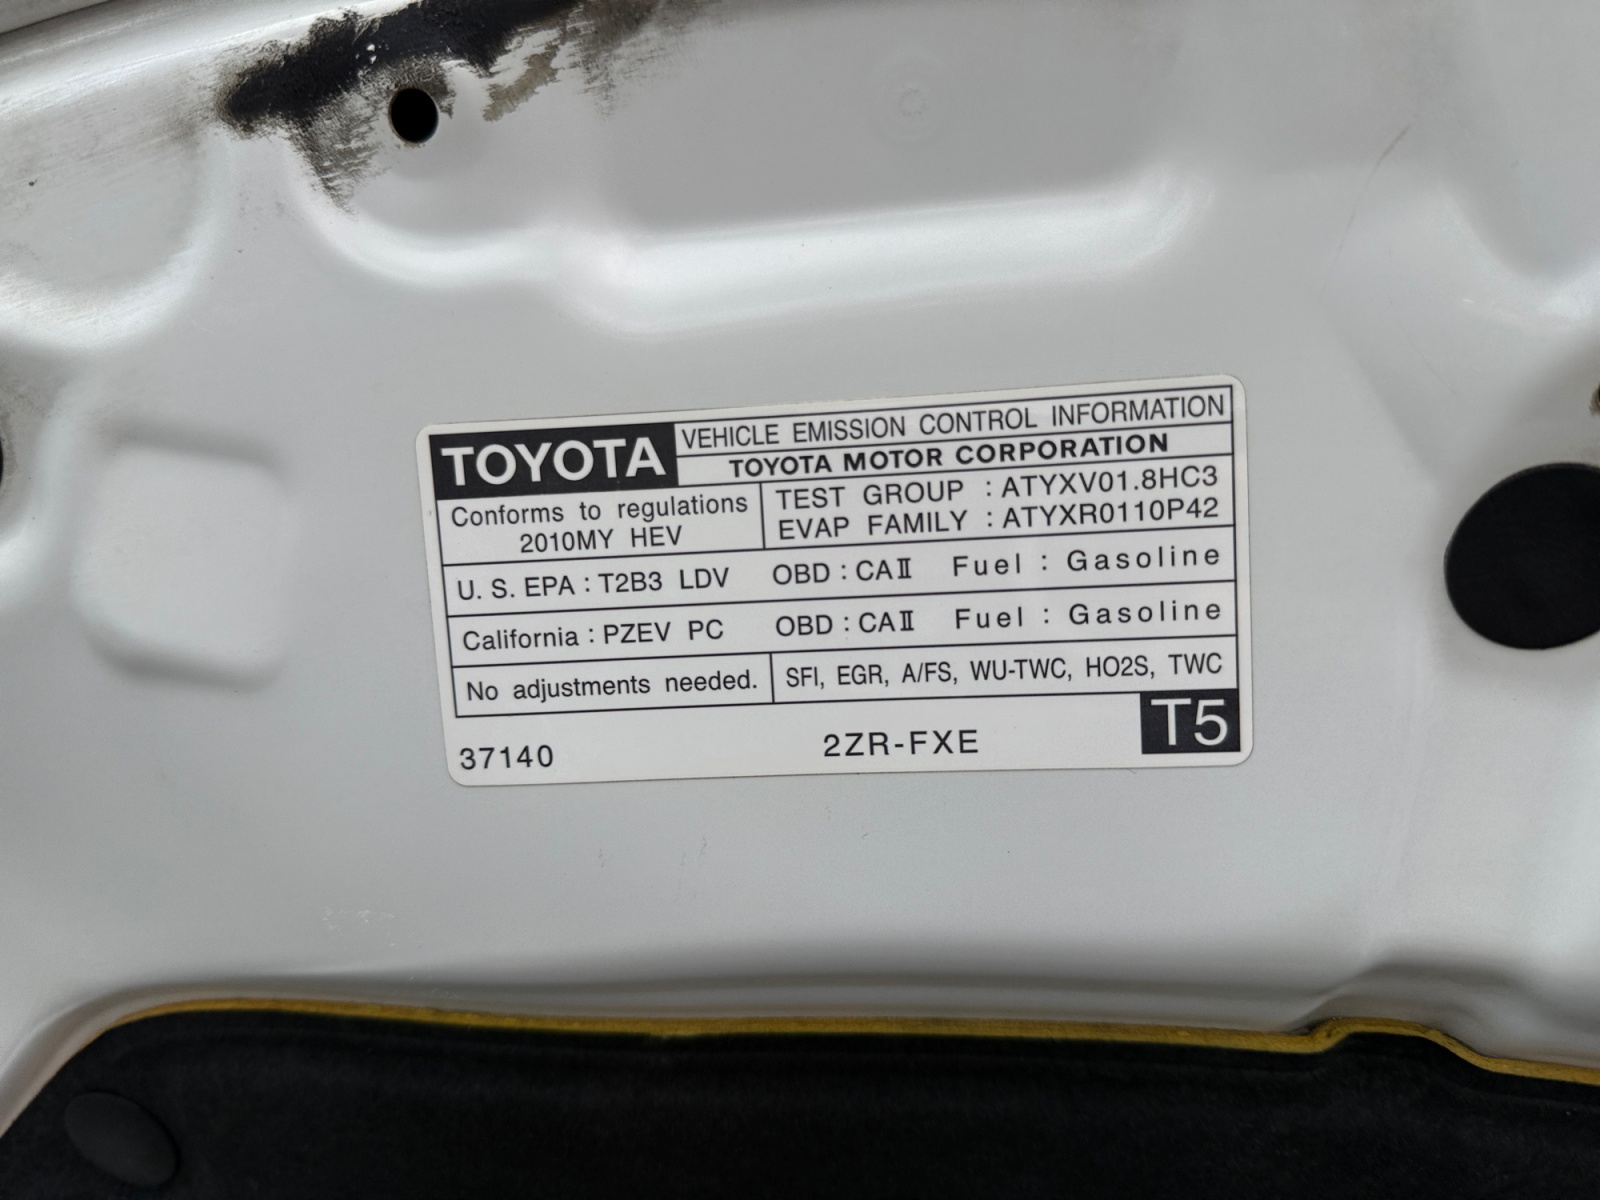 TOYOTA VEHICLE EMISSION CONTROL INFORMATION
TOYOTA MOTOR CORPORATION
Conforms to regulations
2010MY HEV
TEST GROUP : ATYXV01.8HC3
EVAP FAMILY : ATYXR0110P42
U. S. EPA : T2B3 LDV OBD : CAⅡ Fuel : Gasoline
California : PZEV PC OBD : CAⅡ Fuel : Gasoline
No adjustments needed. SFI, EGR, A/FS, WU-TWC, HO2S, TWC
37140 2ZR-FXE T5